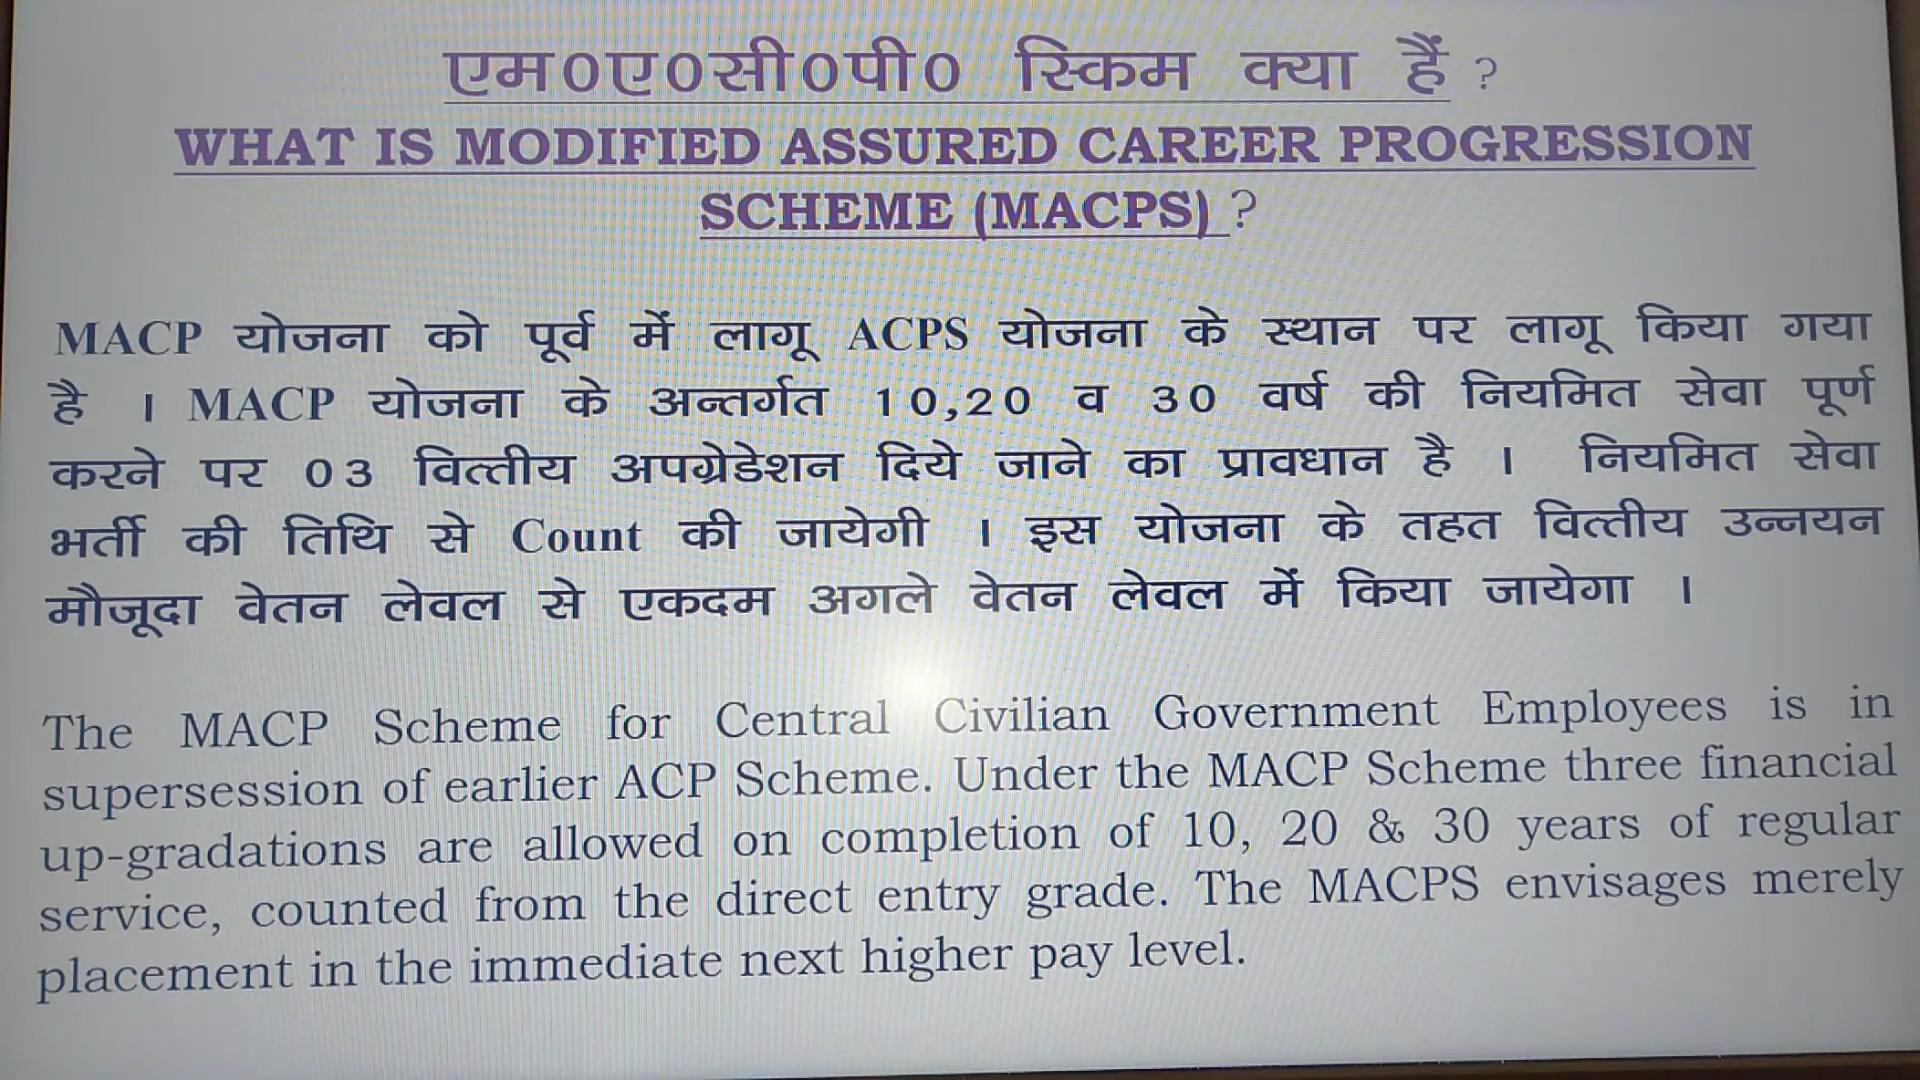 एम0ए0सी0पी0 स्किम क्या हैं ?
WHAT IS MODIFIED ASSURED CAREER PROGRESSION
SCHEME (MACPS) ?
MACP योजना को पूर्व में लागू ACPS योजना के स्थान पर लागू किया गया
है । MACP योजना के अन्तर्गत 10,20 व 30 वर्ष की नियमित सेवा पूर्ण
करने पर 03 वित्तीय अपग्रेडेशन दिये जाने का प्रावधान है । नियमित सेवा
भर्ती की तिथि से Count की जायेगी । इस योजना के तहत वित्तीय उन्नयन
मौजूदा वेतन लेवल से एकदम अगले वेतन लेवल में किया जायेगा ।
The MACP Scheme for Central Civilian Government Employees is in
supersession of earlier ACP Scheme. Under the MACP Scheme three financial
up-gradations are allowed on completion of 10, 20 & 30 years of regular
service, counted from the direct entry grade. The MACPS envisages merely
placement in the immediate next higher pay level.